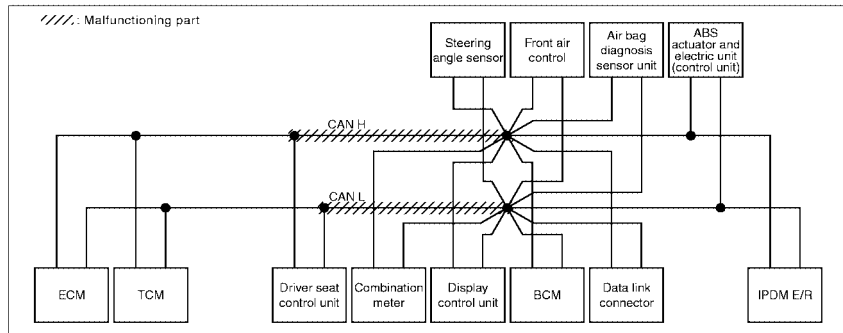 : Malfunctioning part
Steering
angle sensor
Front air
control
Air bag
diagnosis
sensor unit
ABS
actuator and
electric unit
(control unit)
CAN H
CAN L
ECM
TCM
Driver seat
control unit
Combination
meter
Display
control unit
BCM
Data link
connector
IPDM E/R